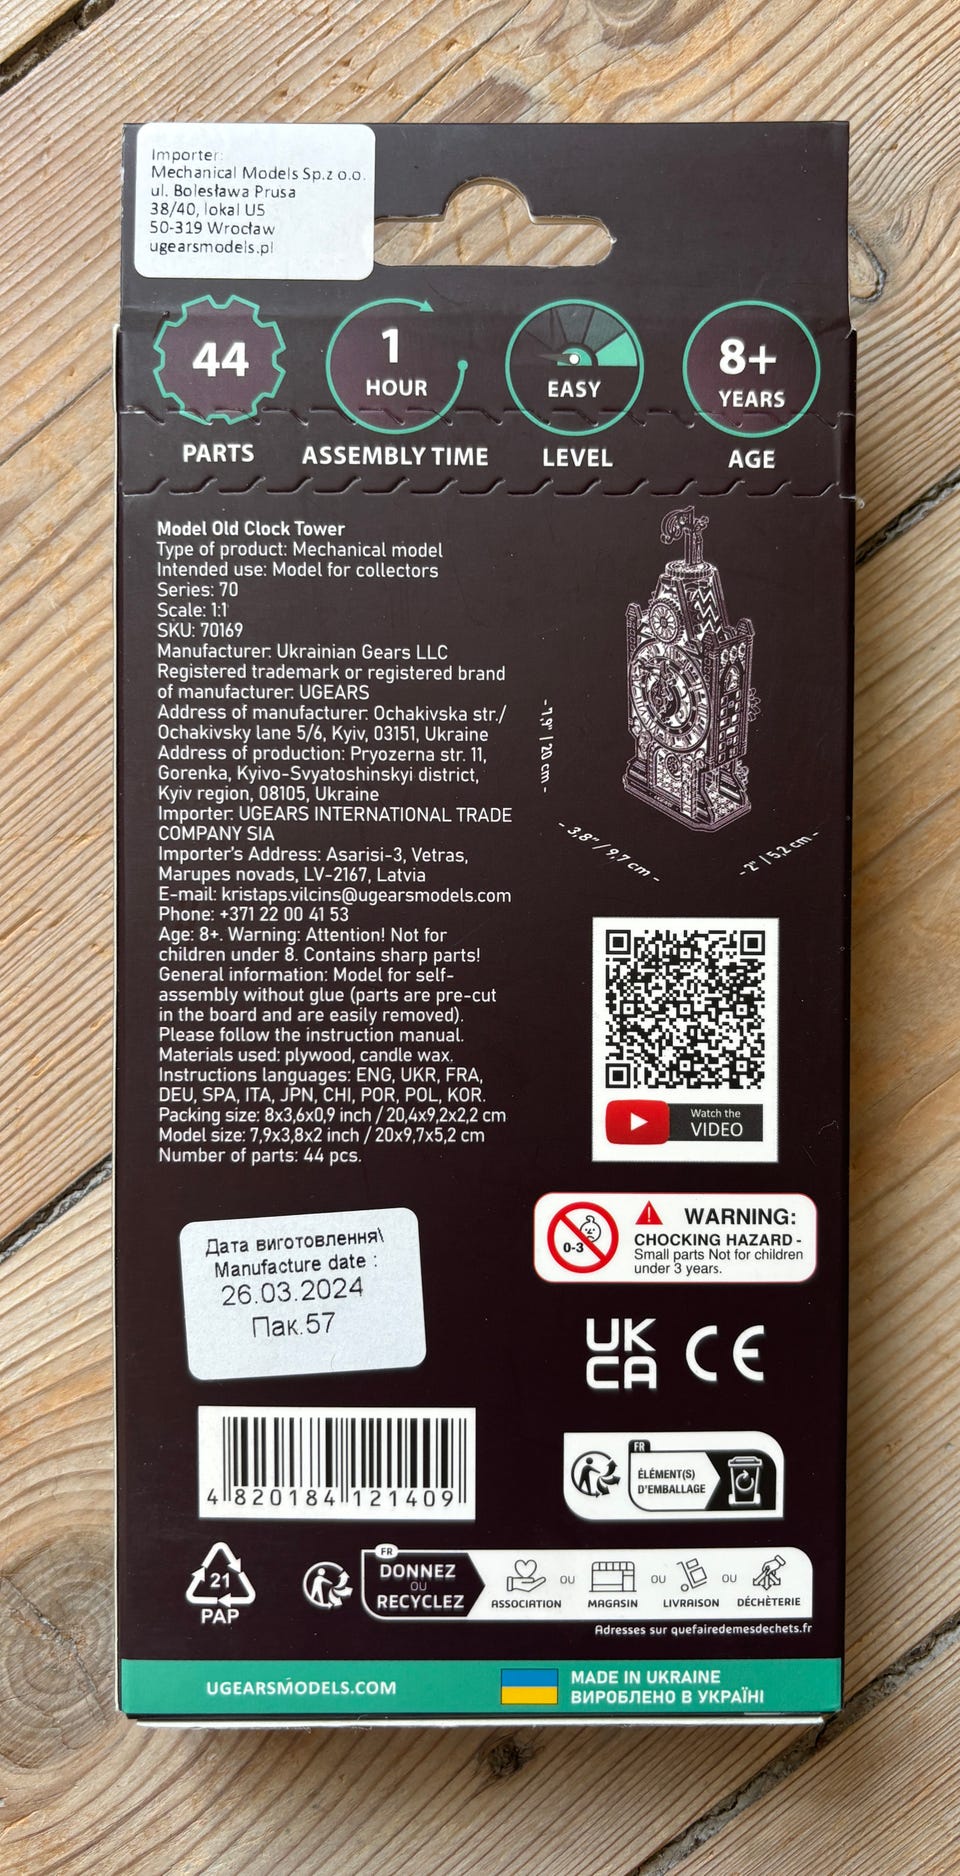 Importer:
Mechanical Models Sp.z o.o.
ul. Bolesława Prusa
38/40, lokal U5
50-319 Wrocław
ugearsmodels.pl
44
PARTS
1
HOUR
ASSEMBLY TIME
EASY
LEVEL
8+
YEARS
AGE
Model Old Clock Tower
Type of product: Mechanical model
Intended use: Model for collectors
Series: 70
Scale: 1:1
SKU: 70169
Manufacturer: Ukrainian Gears LLC
Registered trademark or registered brand
of manufacturer: UGEARS
Address of manufacturer: Ochakivska str./
Ochakivsky lane 5/6, Kyiv, 03151, Ukraine
Address of production: Pryozerna str. 11,
Gorenka, Kyivo-Svyatoshinskyi district,
Kyiv region, 08105, Ukraine
Importer: UGEARS INTERNATIONAL TRADE
COMPANY SIA
Importer's Address: Asarisi-3, Vetras,
Marupes novads, LV-2167, Latvia
E-mail: kristaps.vilcins@ugearsmodels.com
Phone: +371 22 00 41 53
Age: 8+. Warning: Attention! Not for
children under 8. Contains sharp parts!
General information: Model for self-
assembly without glue (parts are pre-cut
in the board and are easily removed).
Please follow the instruction manual.
Materials used: plywood, candle wax.
Instructions languages: ENG, UKR, FRA,
DEU, SPA, ITA, JPN, CHI, POR, POL, KOR.
Packing size: 8x3,6x0,9 inch / 20,4x9,2x2,2 cm
Model size: 7,9x3,8x2 inch / 20x9,7x5,2 cm
Number of parts: 44 pcs.
- 7,9" | 20 cm -
- 3,8" / 9,7 cm -
- 2" | 5,2 cm -
Watch the
VIDEO
0-3
WARNING:
CHOCKING HAZARD -
Small parts Not for children
under 3 years.
Дата виготовлення\
Manufacture date :
26.03.2024
Пак.57
UK
CA
CE
4 820184 121409
FR
ÉLÉMENT(S)
D'EMBALLAGE
21
PAP
FR
DONNEZ
OU
RECYCLEZ
ASSOCIATION
OU
MAGASIN
OU
LIVRAISON
OU
DÉCHÈTERIE
Adresses sur quefairedemesdechets.fr
UGEARSMODELS.COM
MADE IN UKRAINE
ВИРОБЛЕНО В УКРАЇНІ